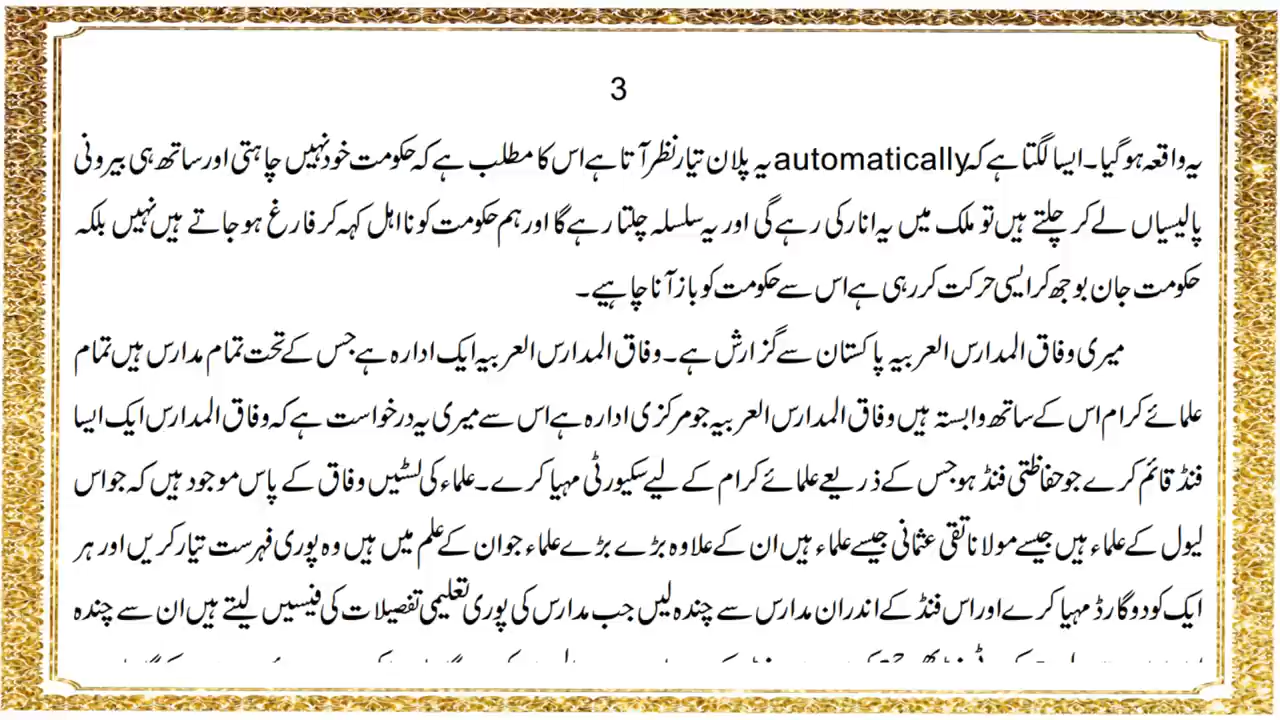 3
یہ واقعہ ہو گیا۔ ایسا لگتا ہے کہ automatically یہ پلان تیار نظر آتا ہے اس کا مطلب ہے کہ حکومت خود نہیں چاہتی اور ساتھ ہی بیرونی
پالیسیاں لے کر چلتے ہیں تو ملک میں یہ انارکی رہے گی اور یہ سلسلہ چلتا رہے گا اور ہم حکومت کو نا اہل کہہ کر فارغ ہو جاتے ہیں نہیں بلکہ
حکومت جان بوجھ کر ایسی حرکت کر رہی ہے اس سے حکومت کو باز آنا چاہیے۔
میری وفاق المدارس العربیہ پاکستان سے گزارش ہے۔ وفاق المدارس العربیہ ایک ادارہ ہے جس کے تحت تمام مدارس ہیں تمام
علمائے کرام اس کے ساتھ وابستہ ہیں وفاق المدارس العربیہ جو مرکزی ادارہ ہے اس سے میری یہ درخواست ہے کہ وفاق المدارس ایک ایسا
فنڈ قائم کرے جو حفاظتی فنڈ ہو جس کے ذریعے علمائے کرام کے لیے سکیورٹی مہیا کرے۔ علماء کی لسٹیں وفاق کے پاس موجود ہیں کہ جو اس
لیول کے علماء ہیں جیسے مولانا تقی عثمانی جیسے علماء ہیں ان کے علاوہ بڑے بڑے علماء جو ان کے علم میں ہیں وہ پوری فہرست تیار کریں اور ہر
ایک کو دو گارڈ مہیا کرے اور اس فنڈ کے اندر ان مدارس سے چندہ لیں جب مدارس کی پوری تعلیمی تفصیلات کی فیسیں لیتے ہیں ان سے چندہ